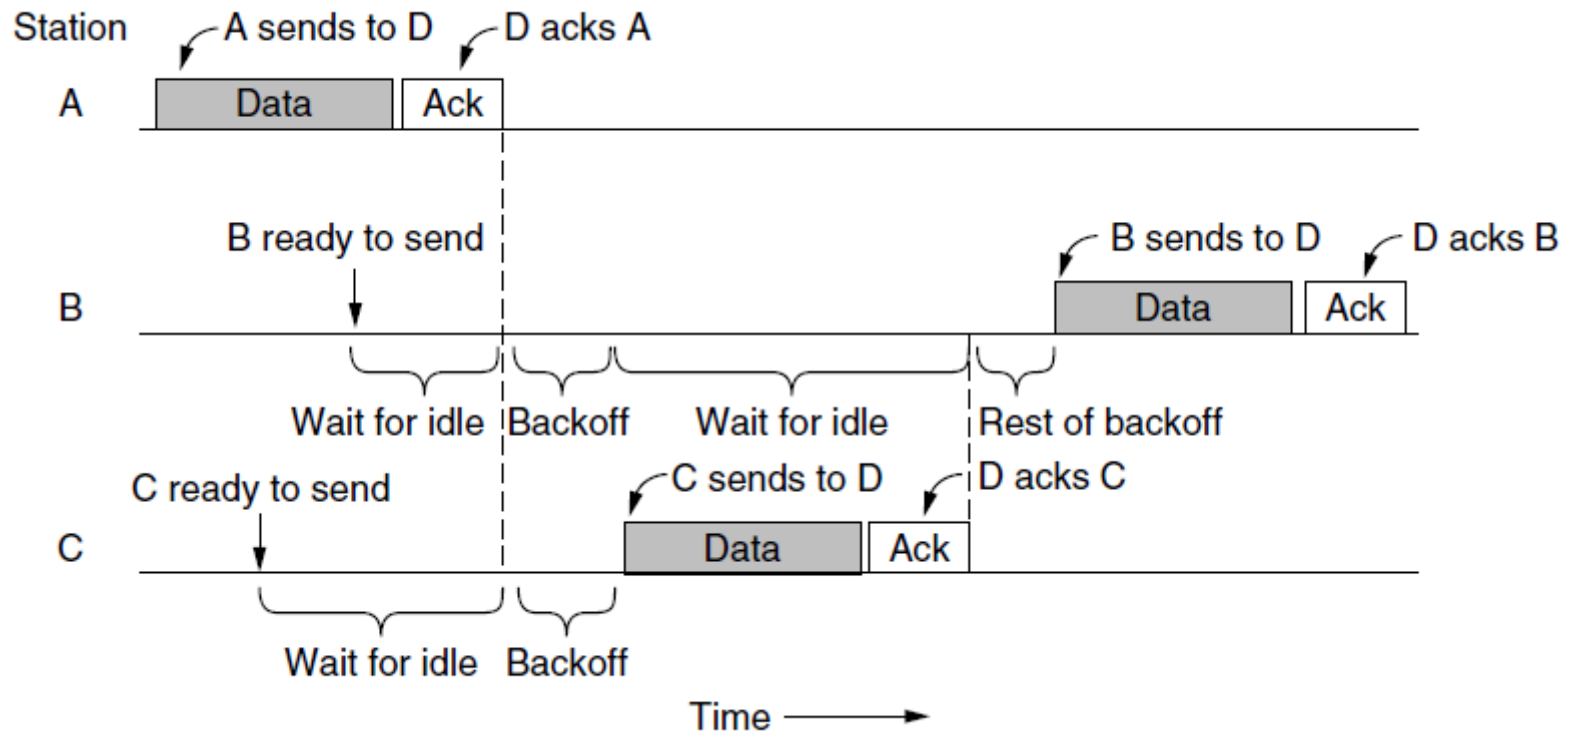 Station
A sends to D
D acks A
A
Data
Ack
B ready to send
B sends to D
D acks B
B
Data
Ack
Wait for idle
Backoff
Wait for idle
Rest of backoff
C ready to send
C sends to D
D acks C
C
Data
Ack
Wait for idle
Backoff
Time